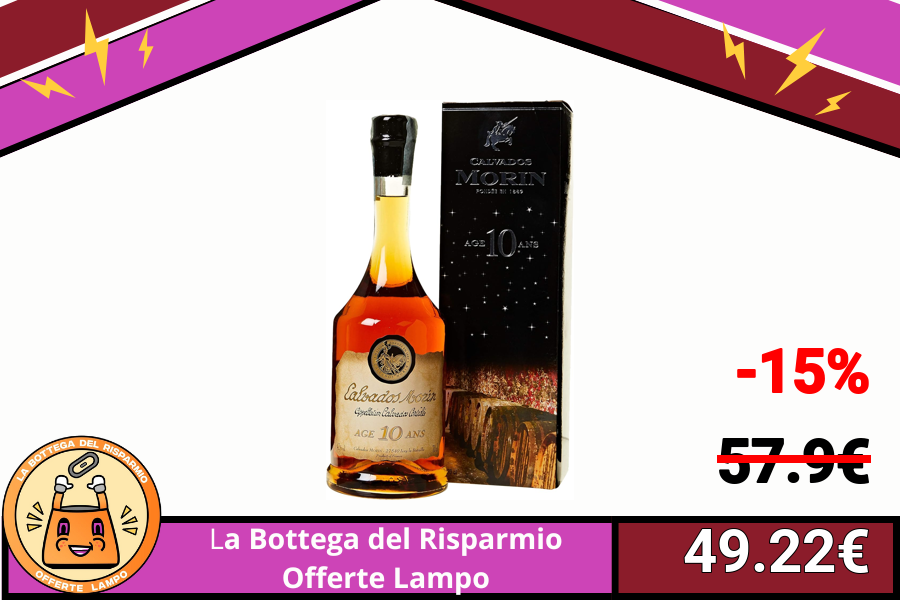 CALVADOS
MORIN
AGE 10 ANS
Calvados Morin
AGE 10 ANS
-15%
57.9€
LA BOTTEGA DEL RISPARMIO
OFFERTE LAMPO
La Bottega del Risparmio
Offerte Lampo
49.22€